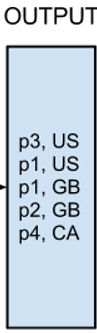 OUTPUT
p3, US
p1, US
p1, GB
p2, GB
p4, CA